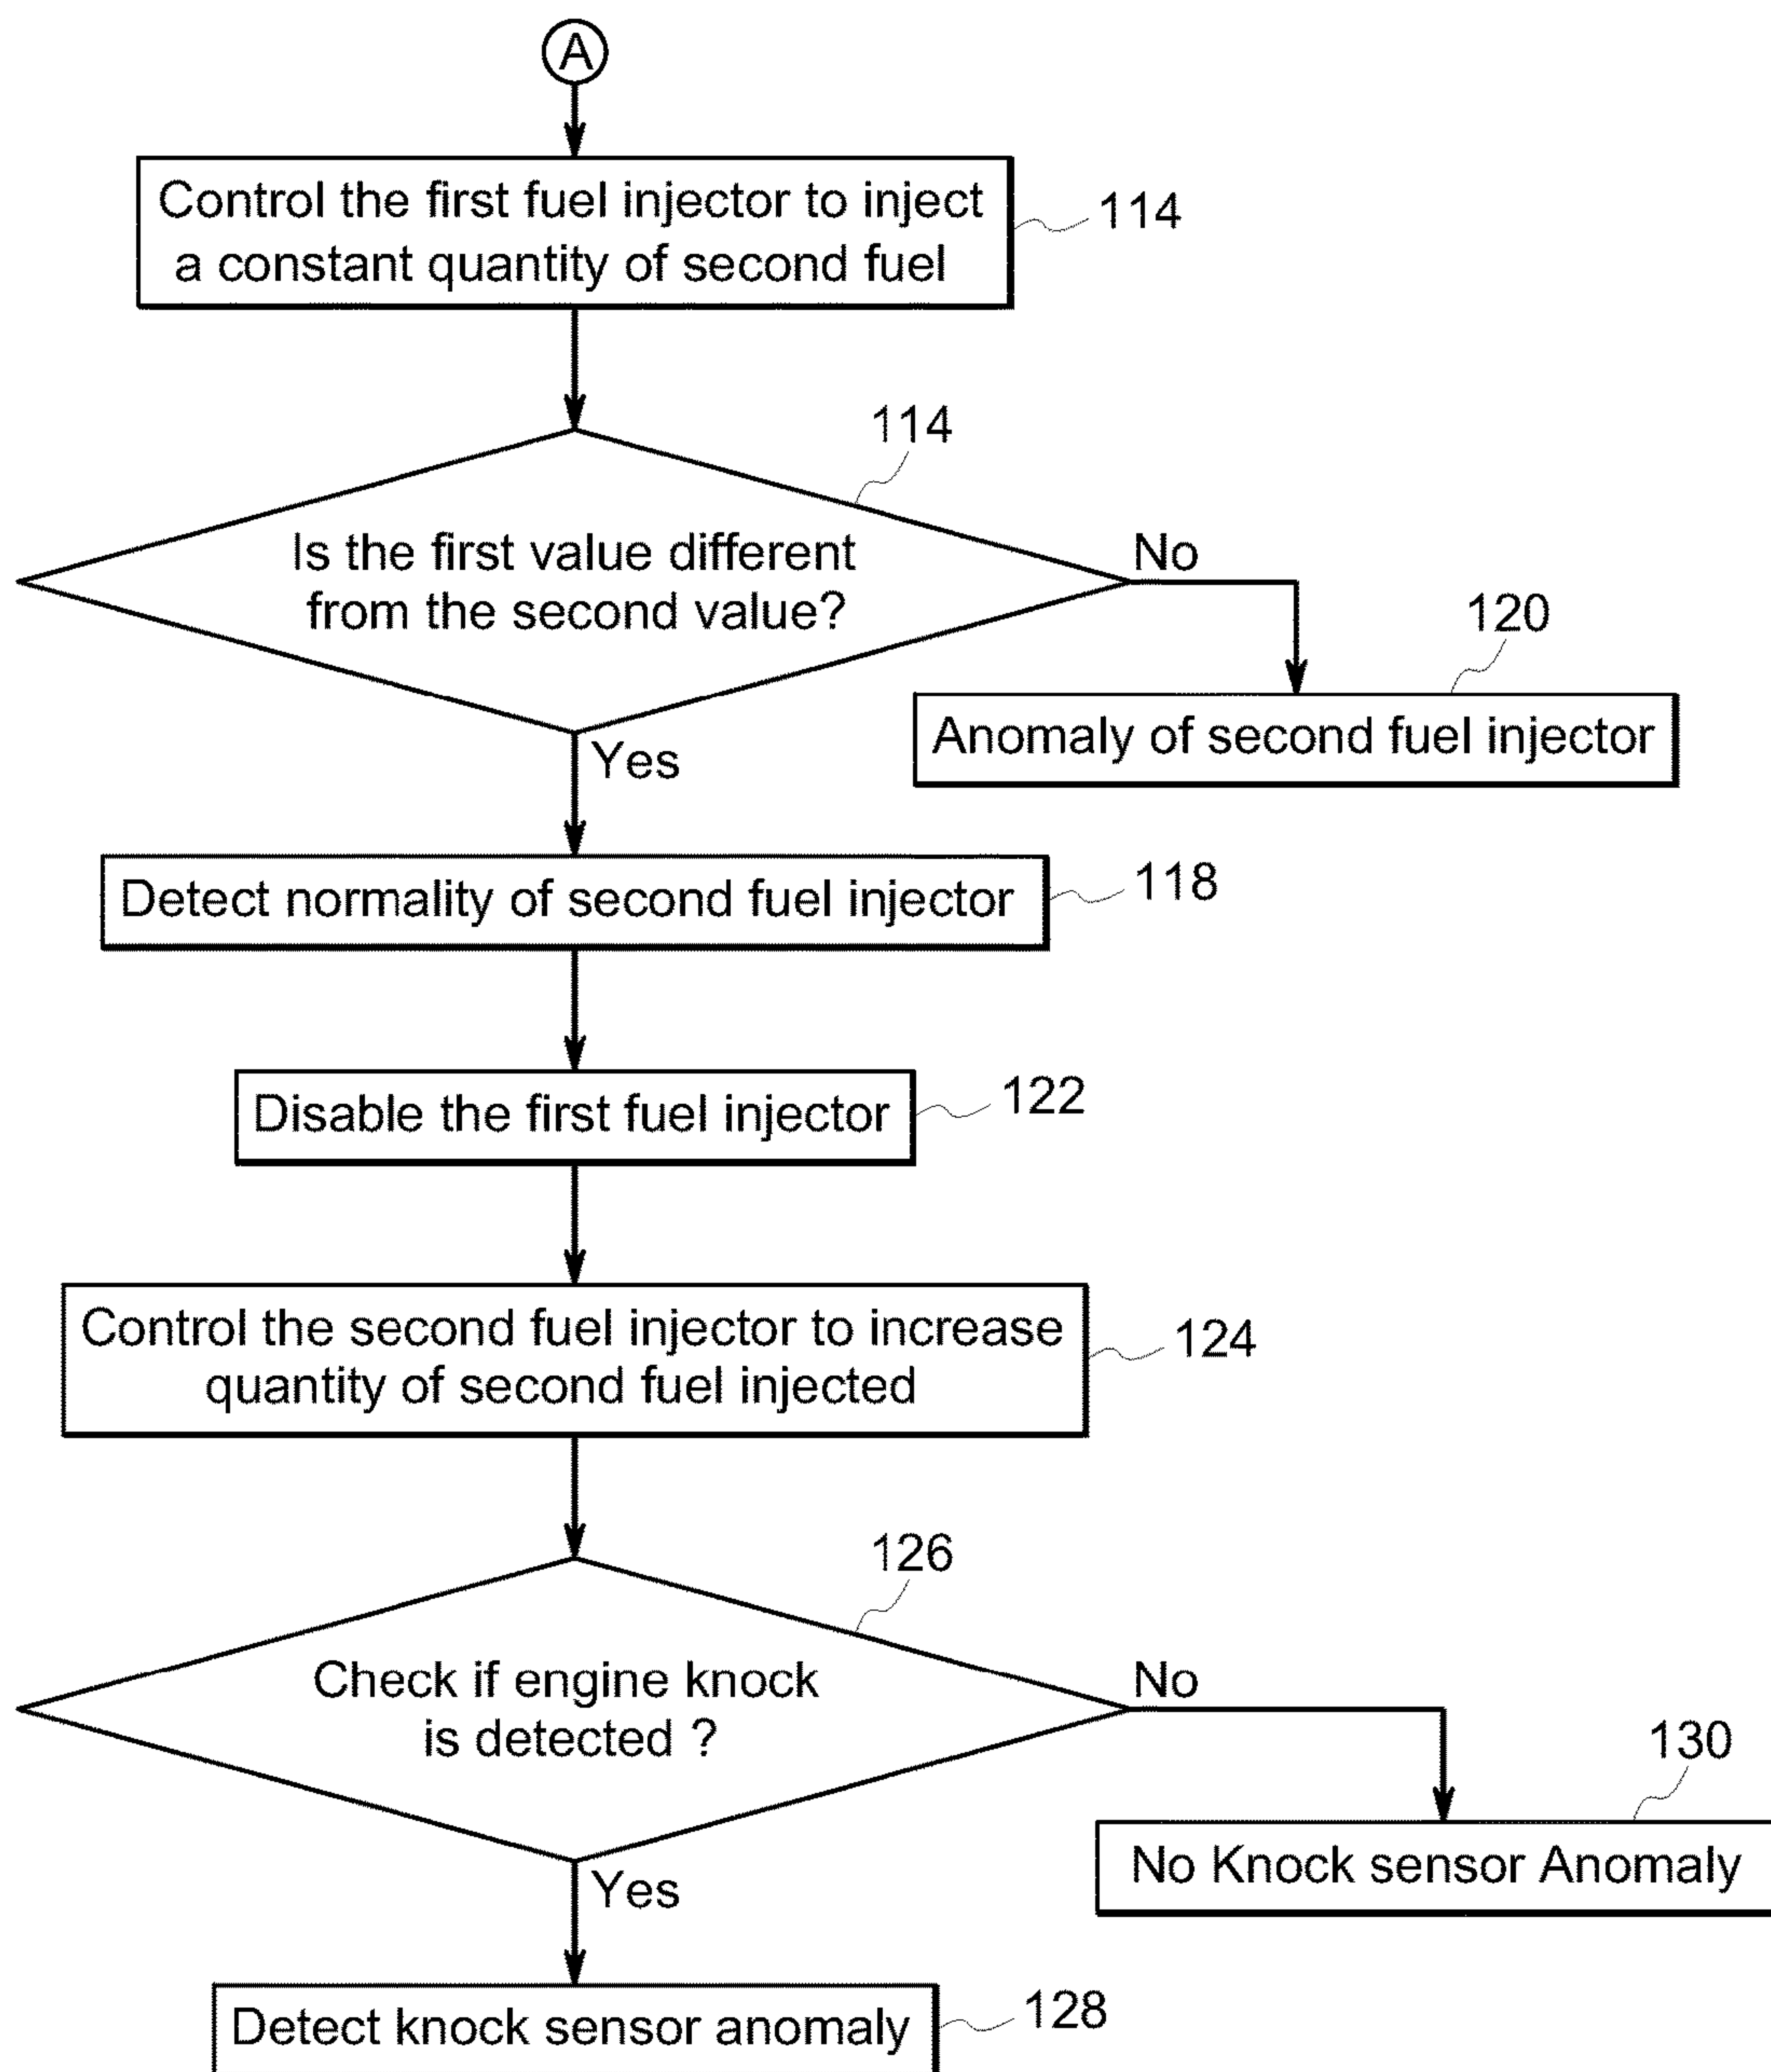 A
Control the first fuel injector to inject
a constant quantity of second fuel
114
114
Is the first value different
from the second value?
No
120
Anomaly of second fuel injector
Yes
Detect normality of second fuel injector
118
Disable the first fuel injector
122
Control the second fuel injector to increase
quantity of second fuel injected
124
126
Check if engine knock
is detected ?
No
130
No Knock sensor Anomaly
Yes
Detect knock sensor anomaly
128